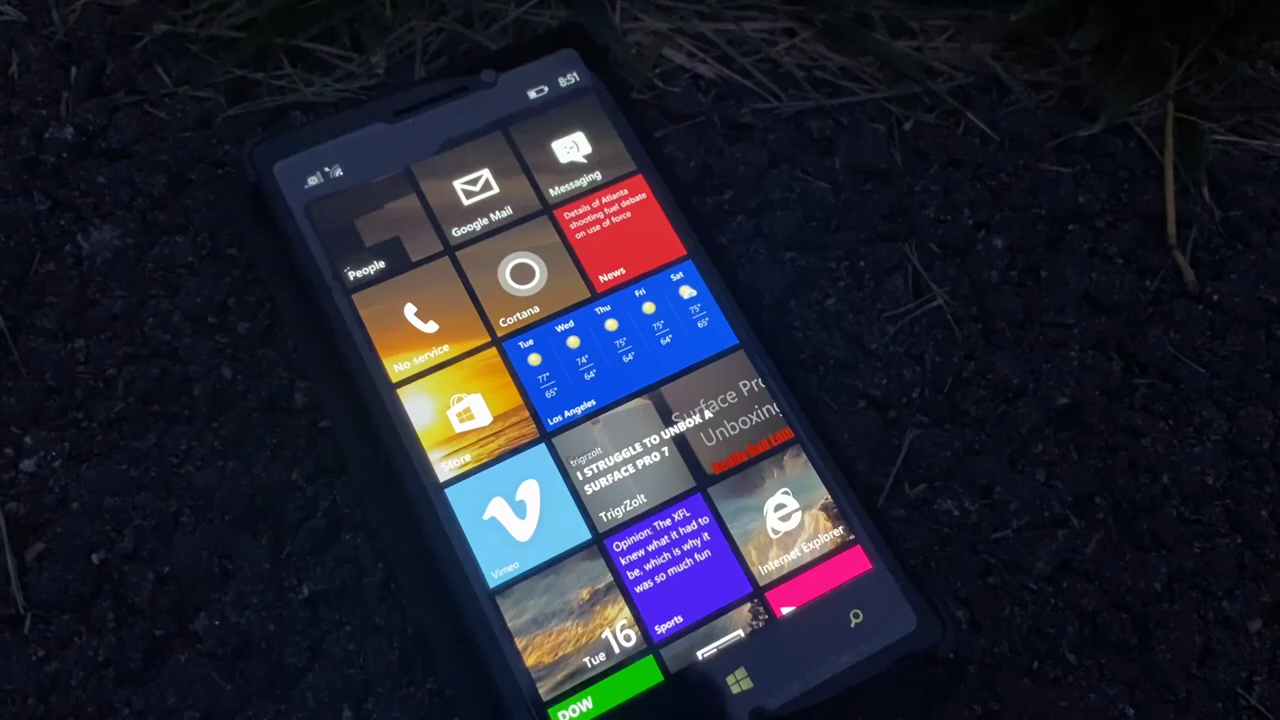 8:51
People
Google Mail
Messaging
No service
Cortana
Details of Atlanta
shooting fuel debate
on use of force
News
Store
Tue
Wed
Thu
Fri
Sat
77°
74°
75°
75°
75°
65°
64°
64°
64°
65°
Los Angeles
Vimeo
trigrzolt
I STRUGGLE TO UNBOX A
SURFACE PRO 7
TrigrZolt
Surface Pro
Unboxing
Really Bad Editi
Tue 16
Opinion: The XFL
knew what it had to
be, which is why it
was so much fun
Sports
Internet Explorer
DOW